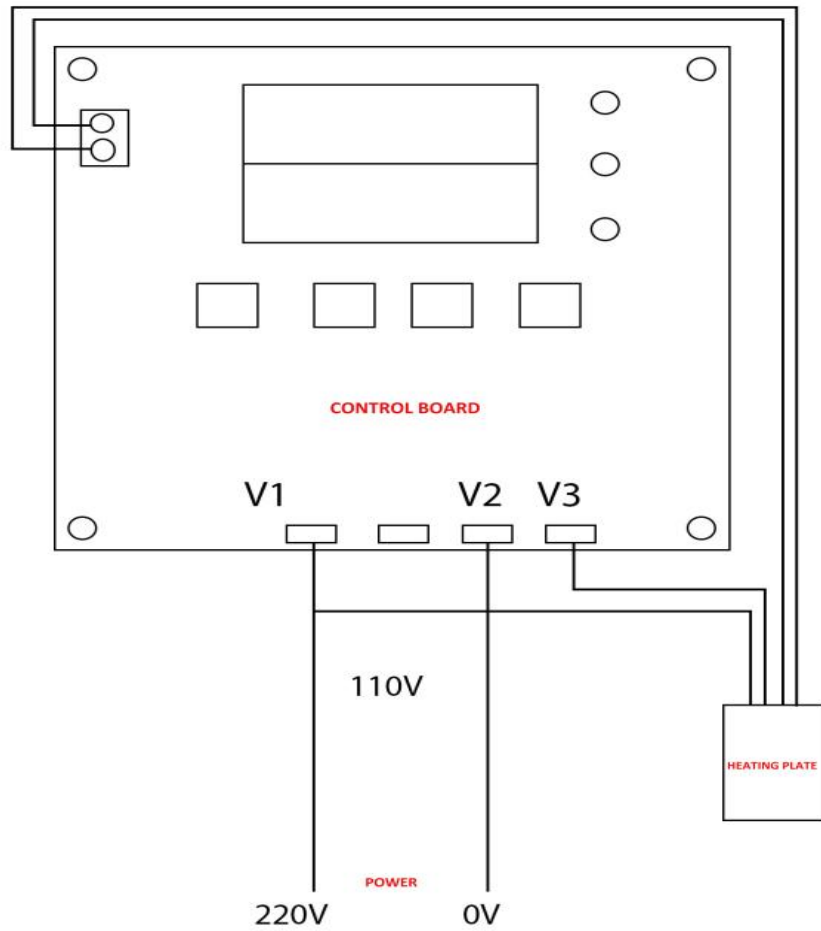 CONTROL BOARD
V1 V2 V3
110V
HEATING PLATE
POWER
220V 0V